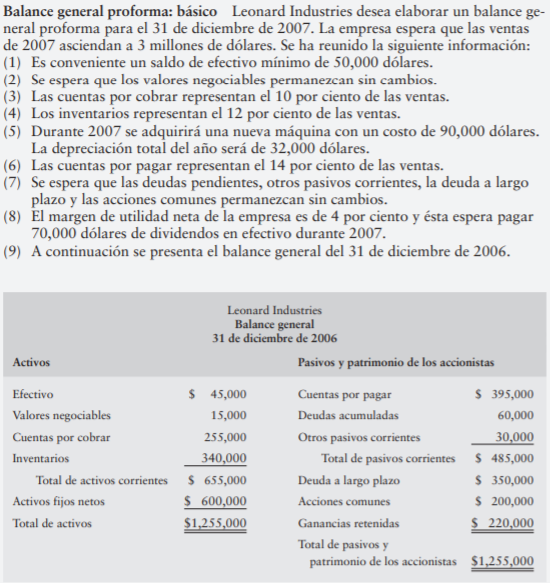 Balance general proforma: básico Leonard Industries desea elaborar un balance ge-
neral proforma para el 31 de diciembre de 2007. La empresa espera que las ventas
de 2007 asciendan a 3 millones de dólares. Se ha reunido la siguiente información:
(1) Es conveniente un saldo de efectivo mínimo de 50,000 dólares.
(2) Se espera que los valores negociables permanezcan sin cambios.
(3) Las cuentas por cobrar representan el 10 por ciento de las ventas.
(4) Los inventarios representan el 12 por ciento de las ventas.
(5) Durante 2007 se adquirirá una nueva máquina con un costo de 90,000 dólares.
La depreciación total del año será de 32,000 dólares.
(6) Las cuentas por pagar representan el 14 por ciento de las ventas.
(7) Se espera que las deudas pendientes, otros pasivos corrientes, la deuda a largo
plazo y las acciones comunes permanezcan sin cambios.
(8) El margen de utilidad neta de la empresa es de 4 por ciento y ésta espera pagar
70,000 dólares de dividendos en efectivo durante 2007.
(9) A continuación se presenta el balance general del 31 de diciembre de 2006.
Leonard Industries
Balance general
31 de diciembre de 2006
Activos Pasivos y patrimonio de los accionistas
Efectivo $ 45,000 Cuentas por pagar $ 395,000
Valores negociables 15,000 Deudas acumuladas 60,000
Cuentas por cobrar 255,000 Otros pasivos corrientes 30,000
Inventarios 340,000 Total de pasivos corrientes $ 485,000
Total de activos corrientes $ 655,000 Deuda a largo plazo $ 350,000
Activos fijos netos $ 600,000 Acciones comunes $ 200,000
Total de activos $1,255,000 Ganancias retenidas $ 220,000
Total de pasivos y
patrimonio de los accionistas $1,255,000